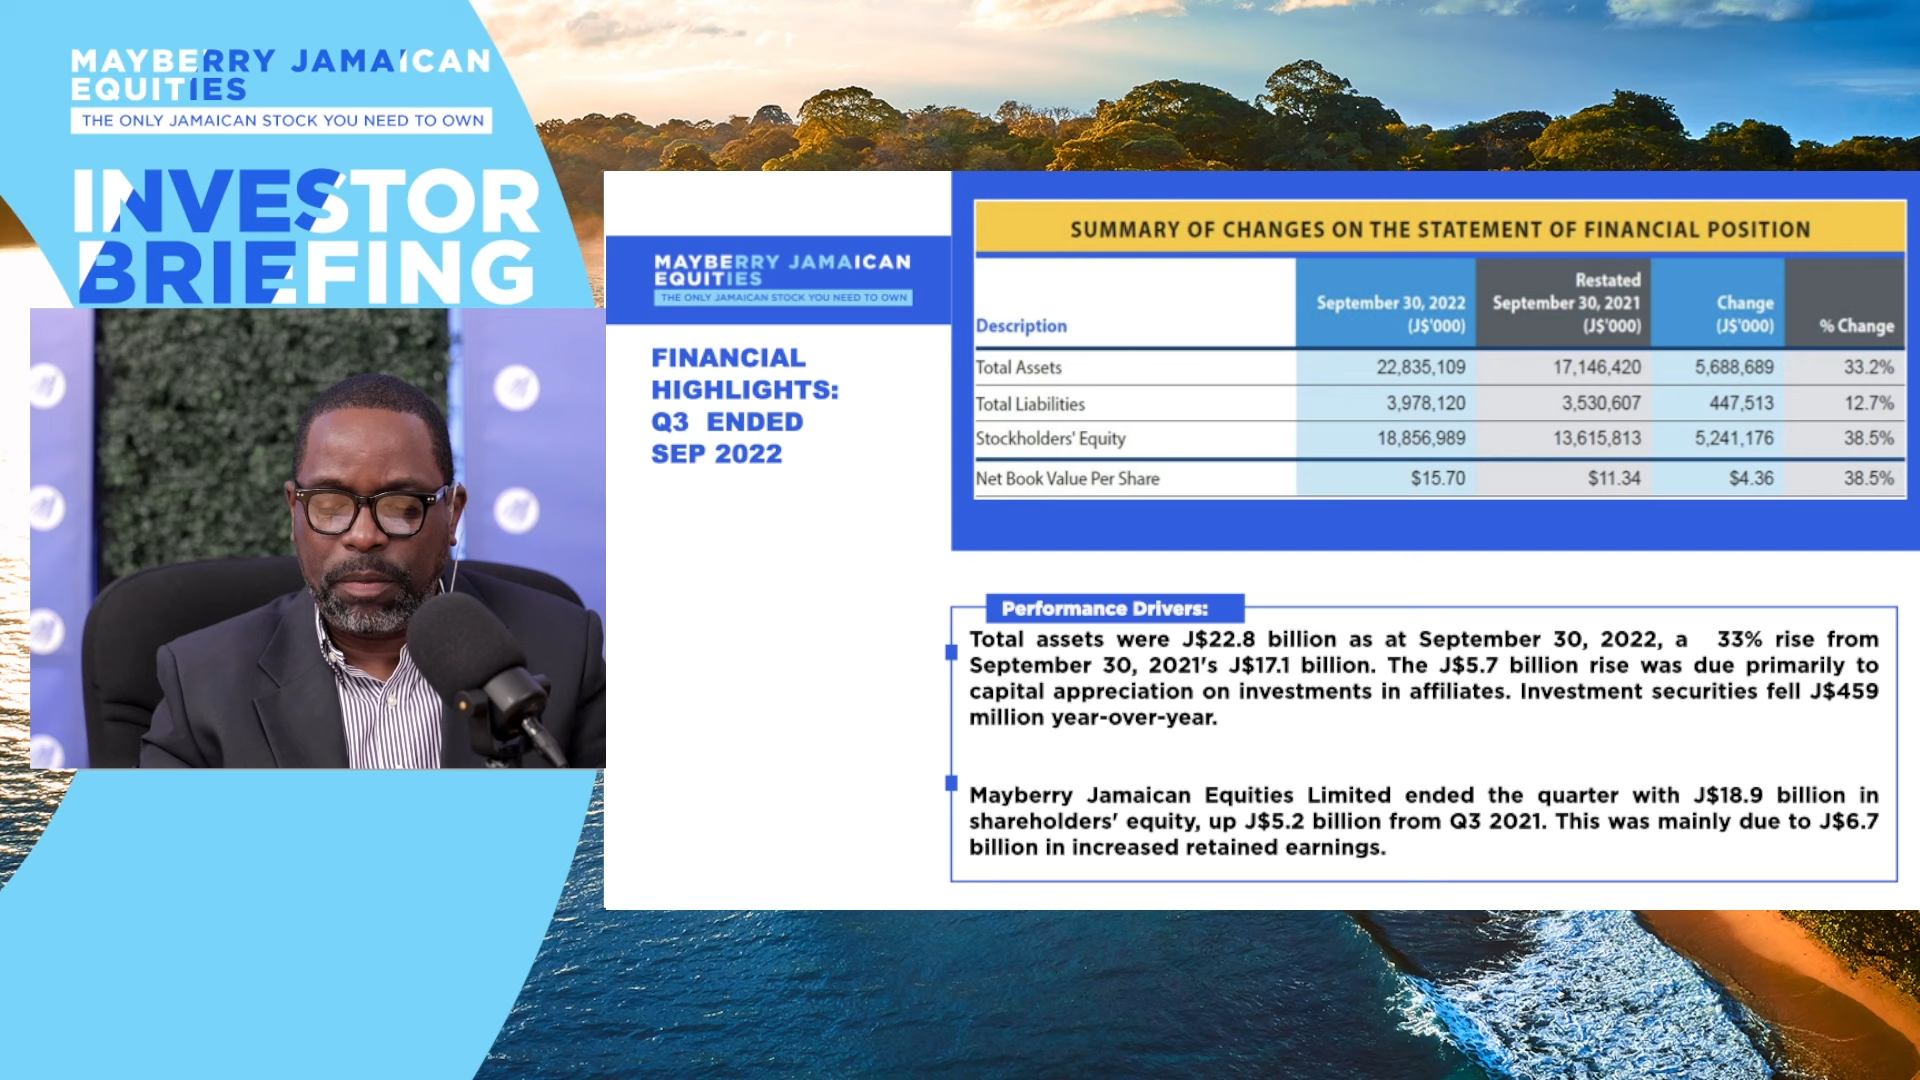 MAYBERRY JAMAICAN
EQUITIES
THE ONLY JAMAICAN STOCK YOU NEED TO OWN
INVESTOR
BRIEFING
MAYBERRY JAMAICAN
EQUITIES
THE ONLY JAMAICAN STOCK YOU NEED TO OWN
FINANCIAL
HIGHLIGHTS:
Q3 ENDED
SEP 2022
SUMMARY OF CHANGES ON THE STATEMENT OF FINANCIAL POSITION
Description September 30, 2022 (J$'000) Restated September 30, 2021 (J$'000) Change (J$'000) % Change
Total Assets 22,835,109 17,146,420 5,688,689 33.2%
Total Liabilities 3,978,120 3,530,607 447,513 12.7%
Stockholders' Equity 18,856,989 13,615,813 5,241,176 38.5%
Net Book Value Per Share $15.70 $11.34 $4.36 38.5%
Performance Drivers:
Total assets were J$22.8 billion as at September 30, 2022, a 33% rise from
September 30, 2021's J$17.1 billion. The J$5.7 billion rise was due primarily to
capital appreciation on investments in affiliates. Investment securities fell J$459
million year-over-year.
Mayberry Jamaican Equities Limited ended the quarter with J$18.9 billion in
shareholders' equity, up J$5.2 billion from Q3 2021. This was mainly due to J$6.7
billion in increased retained earnings.